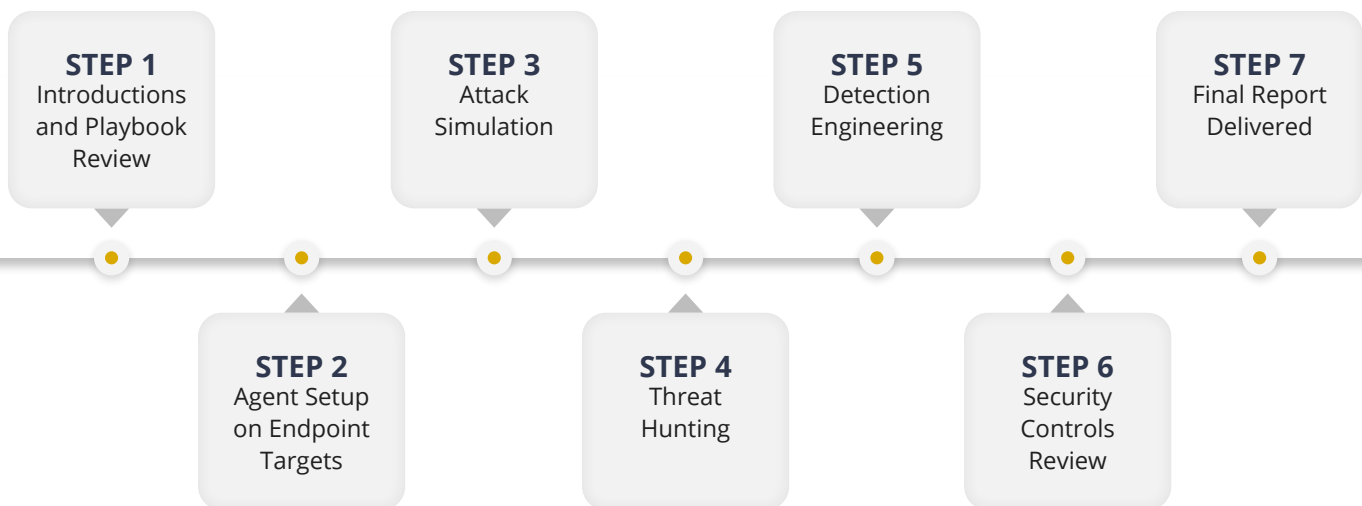 STEP 1
Introductions
and Playbook
Review
STEP 2
Agent Setup
on Endpoint
Targets
STEP 3
Attack
Simulation
STEP 4
Threat
Hunting
STEP 5
Detection
Engineering
STEP 6
Security
Controls
Review
STEP 7
Final Report
Delivered